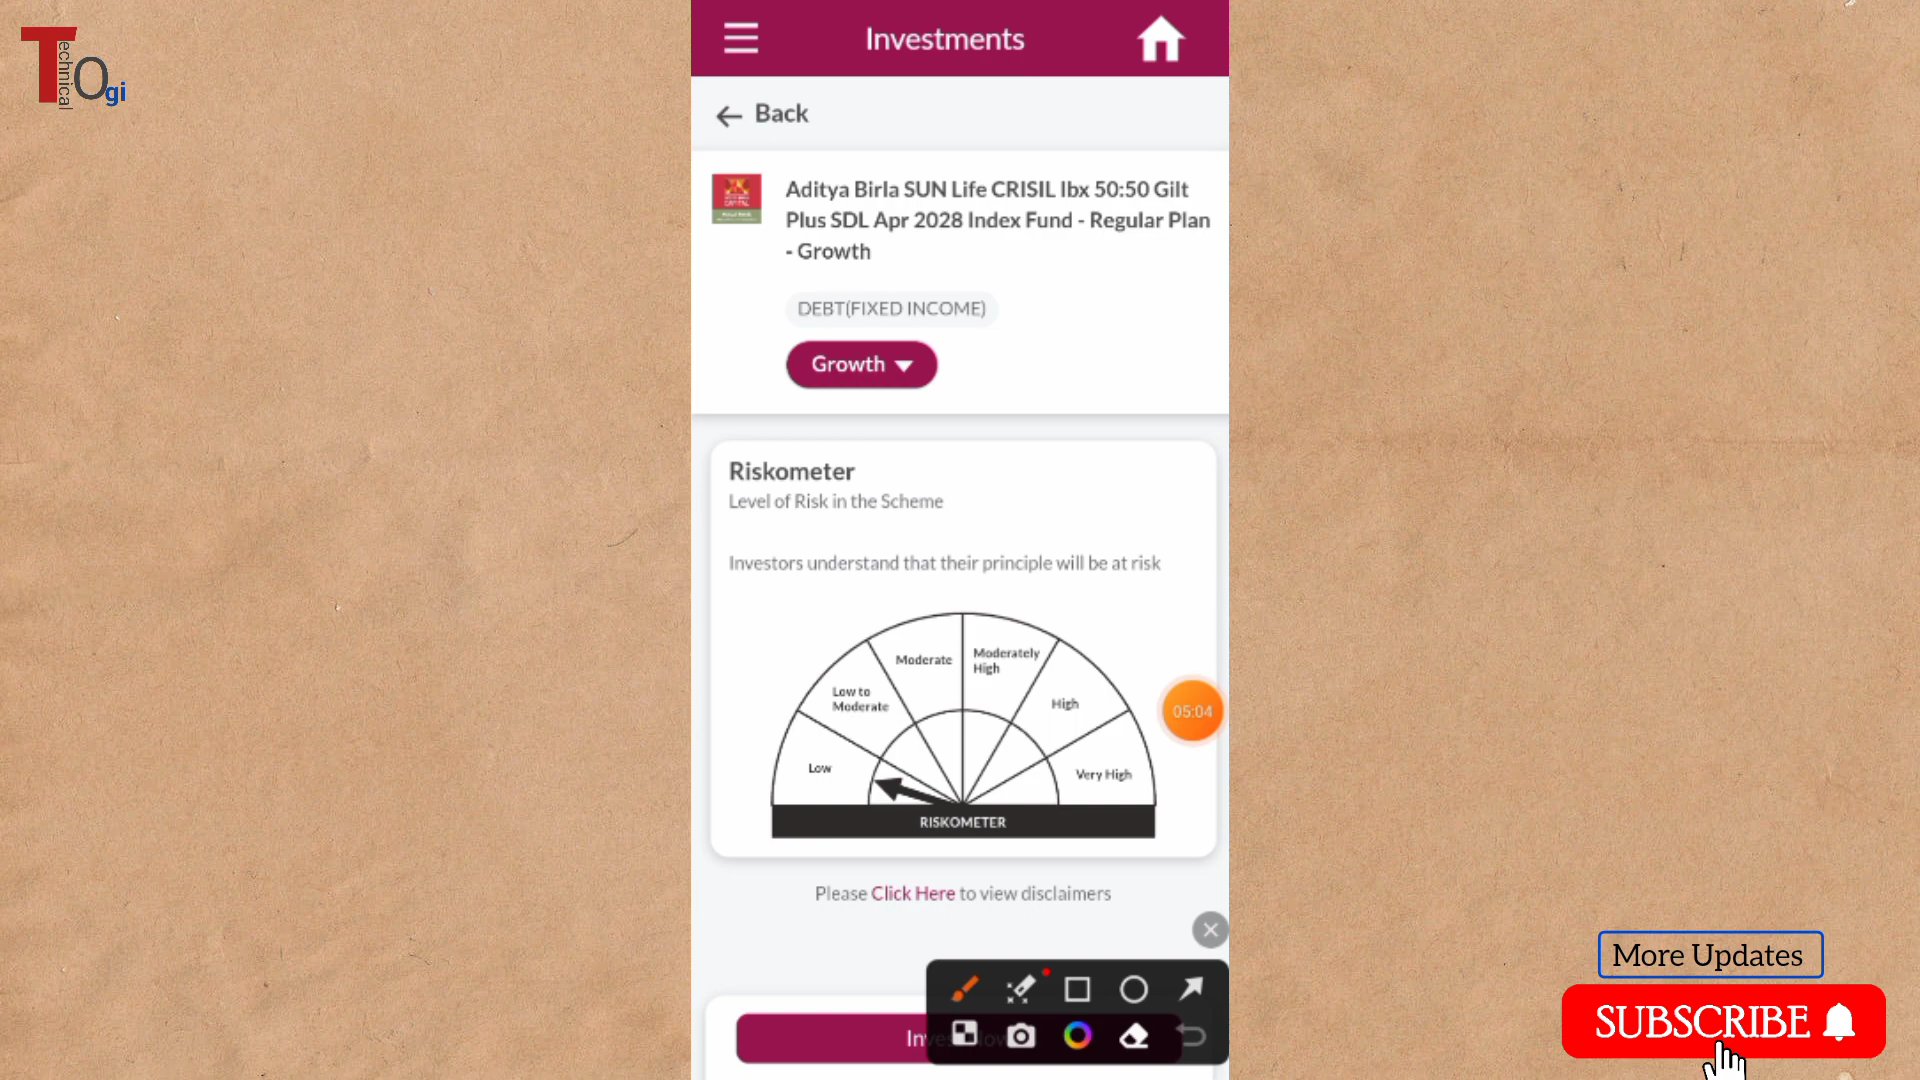 Technical
Ogi
Investments
Back
Aditya Birla SUN Life CRISIL Ibx 50:50 Gilt
Plus SDL Apr 2028 Index Fund - Regular Plan
- Growth
DEBT(FIXED INCOME)
Growth
Riskometer
Level of Risk in the Scheme
Investors understand that their principle will be at risk
Moderate
Moderately
High
Low to
Moderate
High
05:04
Low
Very High
RISKOMETER
Please Click Here to view disclaimers
More Updates
SUBSCRIBE